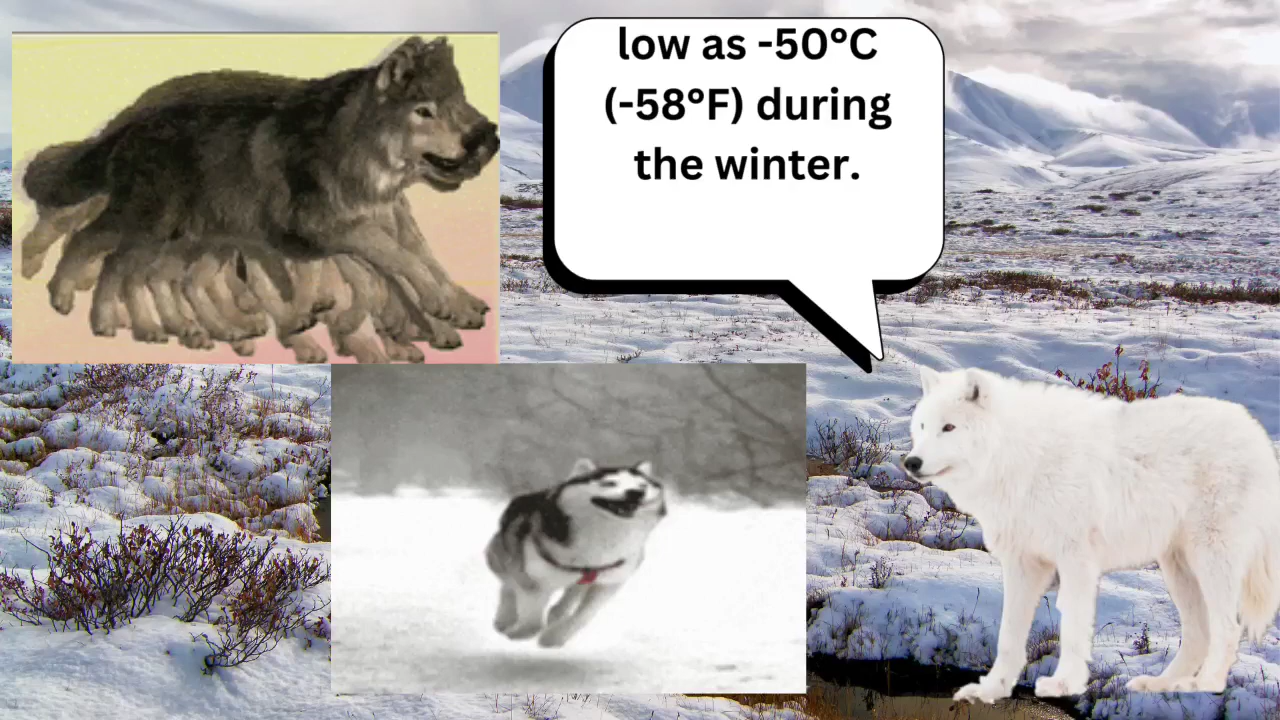 low as -50°C
(-58°F) during
the winter.